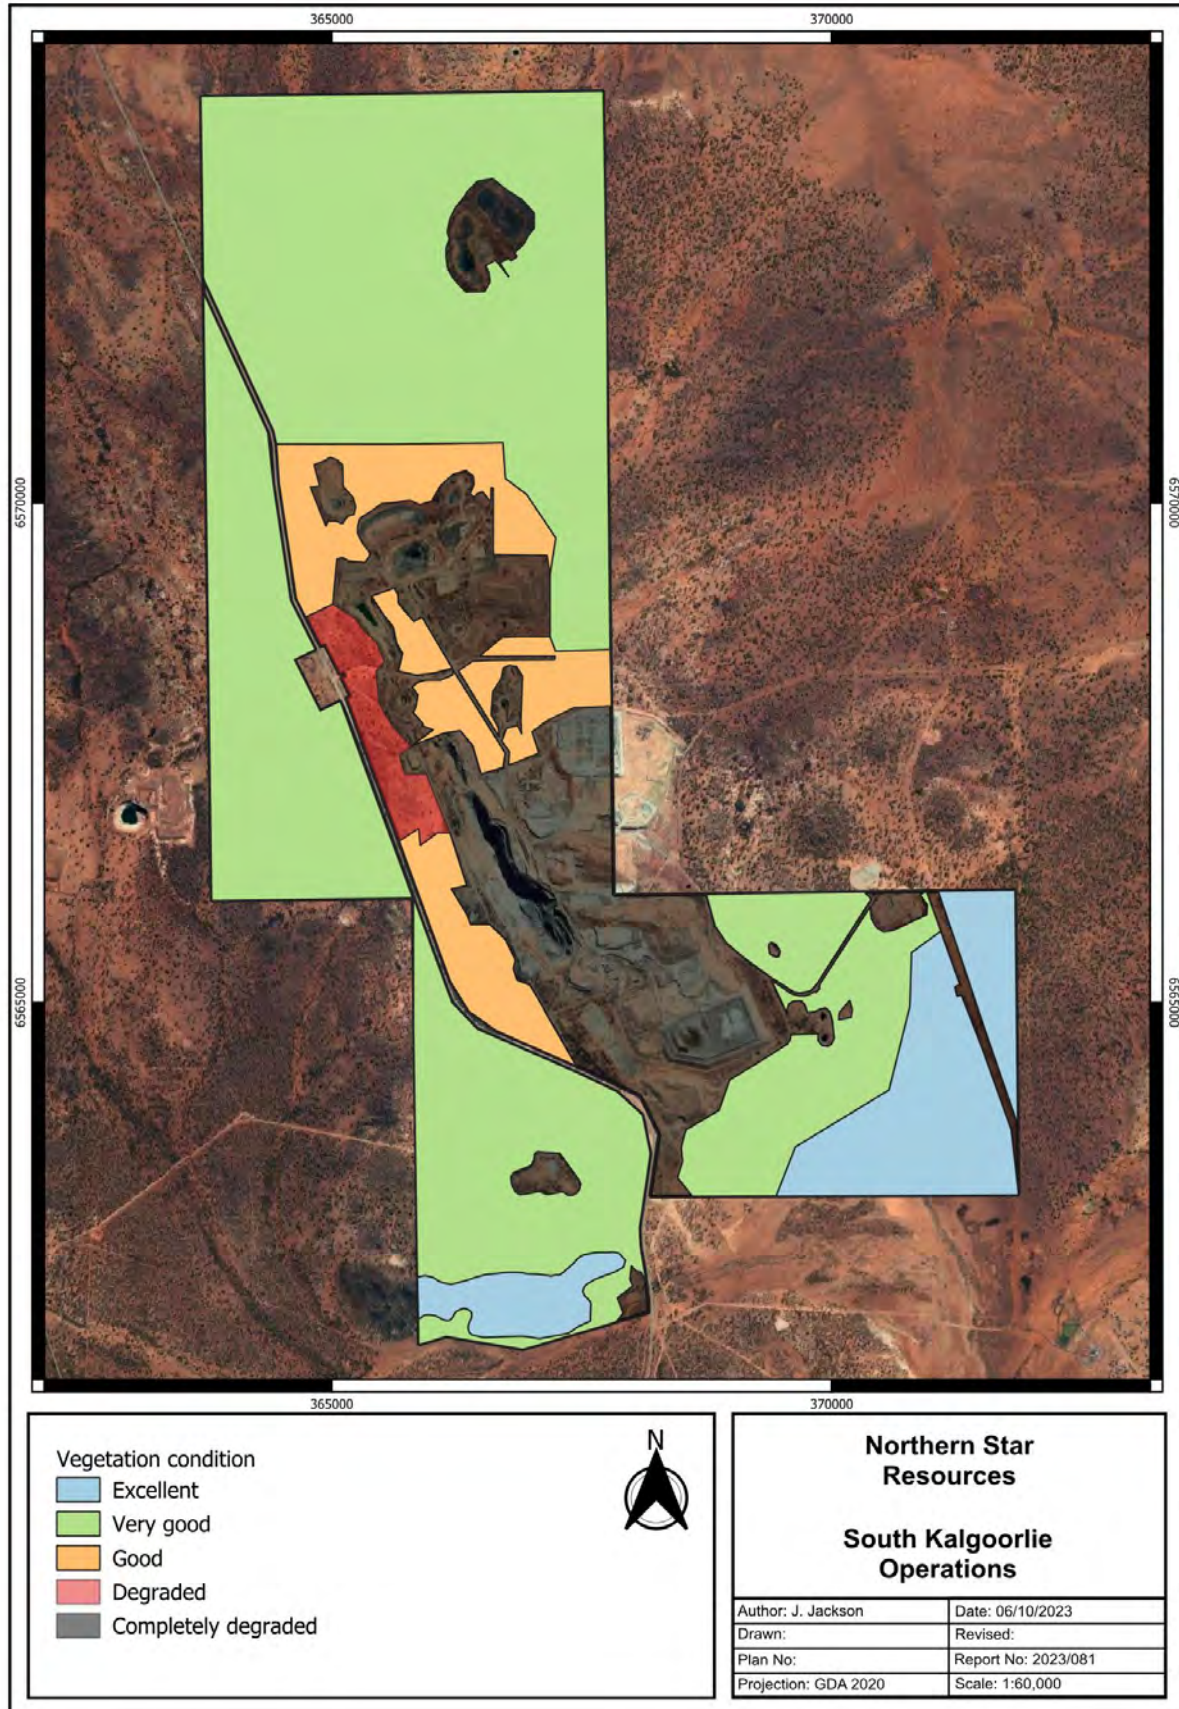 365000
370000
6570000
6570000
6565000
6565000
365000
370000
Vegetation condition
Excellent
Very good
Good
Degraded
Completely degraded
N
Northern Star
Resources
South Kalgoorlie
Operations
Author: J. Jackson
Date: 06/10/2023
Drawn:
Revised:
Plan No:
Report No: 2023/081
Projection: GDA 2020
Scale: 1:60,000